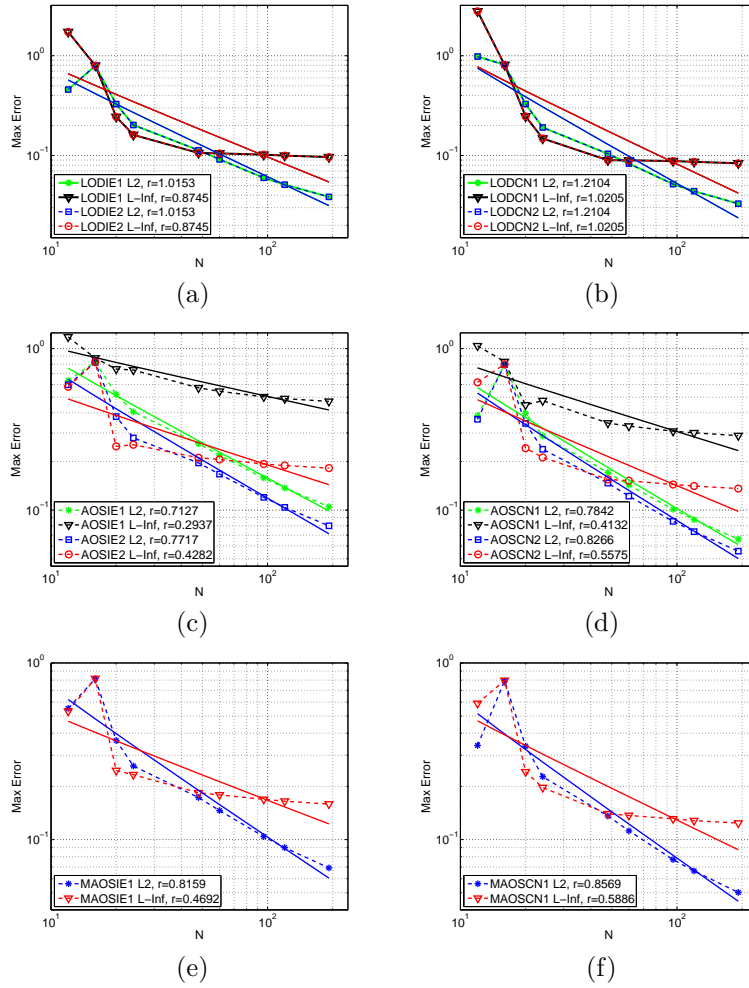 10^0
10^-1
Max Error
LODIE1 L2, r=1.0153
LODIE1 L-Inf, r=0.8745
LODIE2 L2, r=1.0153
LODIE2 L-Inf, r=0.8745
10^1
10^2
N
(a)
10^0
10^-1
Max Error
LODCN1 L2, r=1.2104
LODCN1 L-Inf, r=1.0205
LODCN2 L2, r=1.2104
LODCN2 L-Inf, r=1.0205
10^1
10^2
N
(b)
10^0
10^-1
Max Error
AOSIE1 L2, r=0.7127
AOSIE1 L-Inf, r=0.2937
AOSIE2 L2, r=0.7717
AOSIE2 L-Inf, r=0.4282
10^1
10^2
N
(c)
10^0
10^-1
Max Error
AOSCN1 L2, r=0.7842
AOSCN1 L-Inf, r=0.4132
AOSCN2 L2, r=0.8266
AOSCN2 L-Inf, r=0.5575
10^1
10^2
N
(d)
10^0
10^-1
Max Error
MAOSIE1 L2, r=0.8159
MAOSIE1 L-Inf, r=0.4692
10^1
10^2
N
(e)
10^0
10^-1
Max Error
MAOSCN1 L2, r=0.8569
MAOSCN1 L-Inf, r=0.5886
10^1
10^2
N
(f)